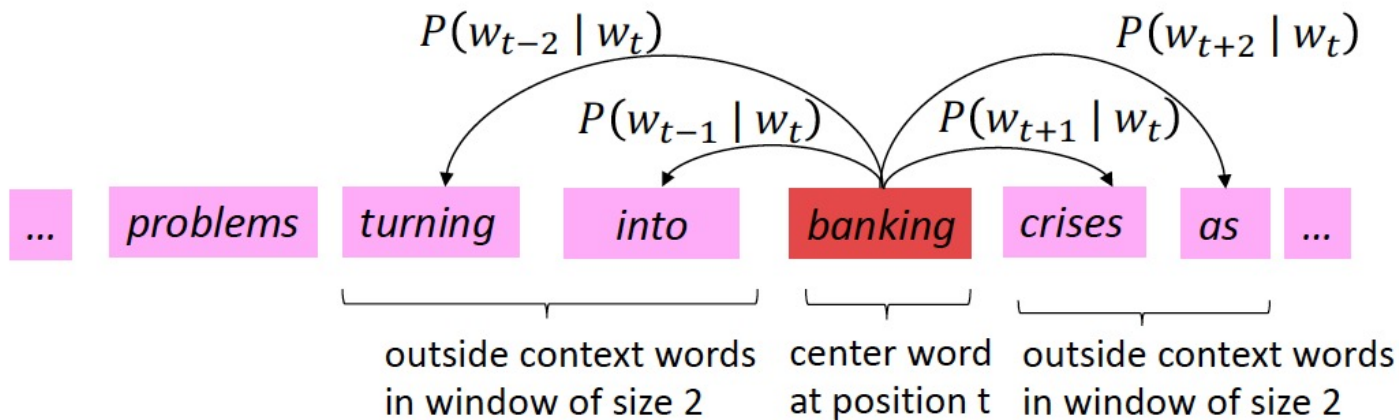 P(w_{t−2} | w_t)
P(w_{t+2} | w_t)
P(w_{t−1} | w_t)
P(w_{t+1} | w_t)
... problems turning into banking crises as ...
outside context words
in window of size 2
center word
at position t
outside context words
in window of size 2